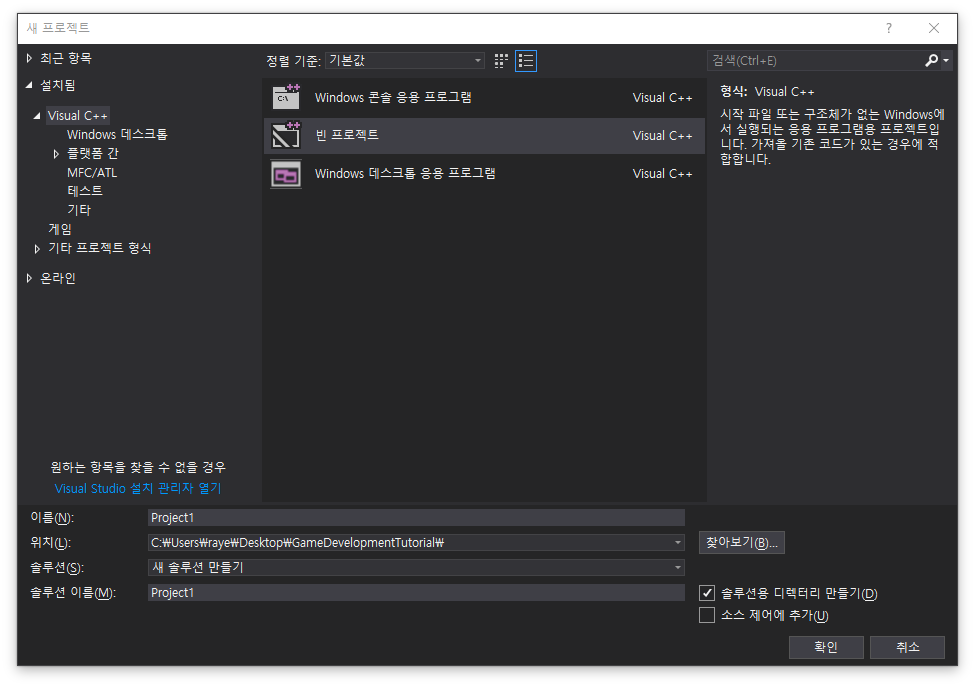 새 프로젝트
?
최근 항목
설치됨
Visual C++
Windows 데스크톱
플랫폼 간
MFC/ATL
테스트
기타
게임
기타 프로젝트 형식
온라인
원하는 항목을 찾을 수 없을 경우
Visual Studio 설치 관리자 열기
정렬 기준: 기본값
C:\
Windows 콘솔 응용 프로그램 Visual C++
빈 프로젝트 Visual C++
Windows 데스크톱 응용 프로그램 Visual C++
검색(Ctrl+E)
형식: Visual C++
시작 파일 또는 구조체가 없는 Windows에
서 실행되는 응용 프로그램용 프로젝트입
니다. 가져올 기존 코드가 있는 경우에 적
합합니다.
이름(N): Project1
위치(L): C:₩Users₩raye₩Desktop₩GameDevelopmentTutorial₩ 찾아보기(B)...
솔루션(S): 새 솔루션 만들기
솔루션 이름(M): Project1
솔루션용 디렉터리 만들기(D)
소스 제어에 추가(U)
확인 취소